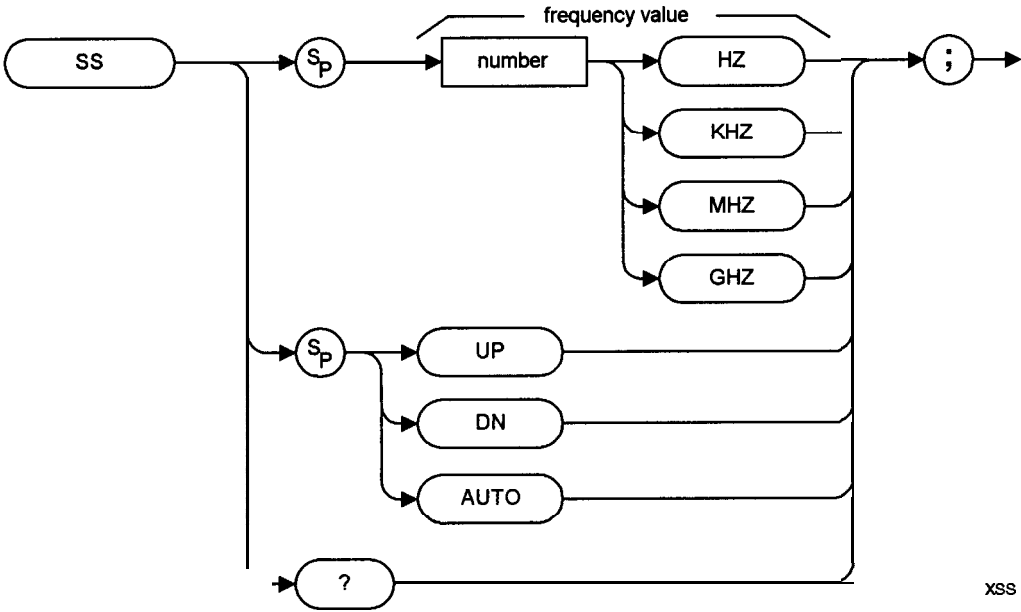 frequency value
SS
SP
number
HZ
;
KHZ
MHZ
GHZ
SP
UP
DN
AUTO
?
XSS